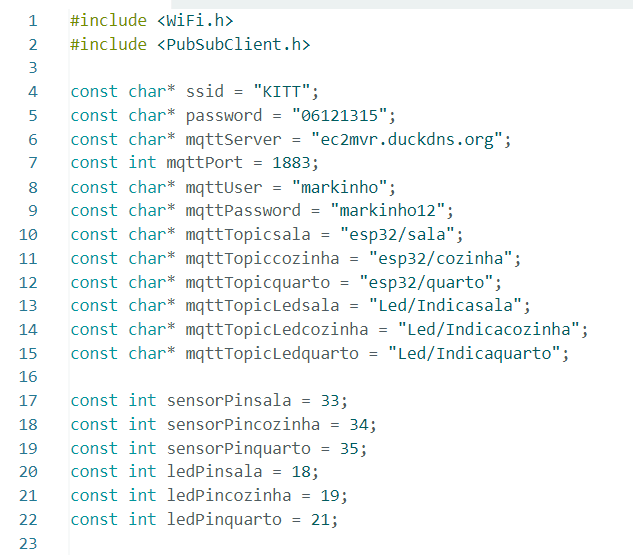 1 #include <WiFi.h>
2 #include <PubSubClient.h>
3
4 const char* ssid = "KITT";
5 const char* password = "06121315";
6 const char* mqttServer = "ec2mvr.duckdns.org";
7 const int mqttPort = 1883;
8 const char* mqttUser = "markinho";
9 const char* mqttPassword = "markinho12";
10 const char* mqttTopicsala = "esp32/sala";
11 const char* mqttTopiccozinha = "esp32/cozinha";
12 const char* mqttTopicquarto = "esp32/quarto";
13 const char* mqttTopicLedsala = "Led/Indicasala";
14 const char* mqttTopicLedcozinha = "Led/Indicacozinha";
15 const char* mqttTopicLedquarto = "Led/Indicaquarto";
16
17 const int sensorPinsala = 33;
18 const int sensorPincozinha = 34;
19 const int sensorPinquarto = 35;
20 const int ledPinsala = 18;
21 const int ledPincozinha = 19;
22 const int ledPinquarto = 21;
23